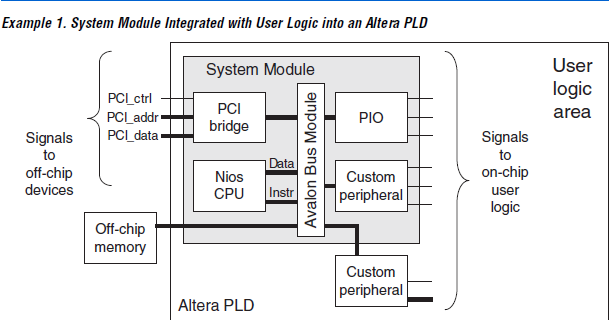 Example 1. System Module Integrated with User Logic into an Altera PLD
System Module
User
logic
area
PCI_ctrl
PCI_addr
PCI_data
PCI
bridge
PIO
Signals
to
off-chip
devices
Nios
CPU
Data
Instr
Avalon Bus Module
Custom
peripheral
Signals
to
on-chip
user
logic
Off-chip
memory
Custom
peripheral
Altera PLD